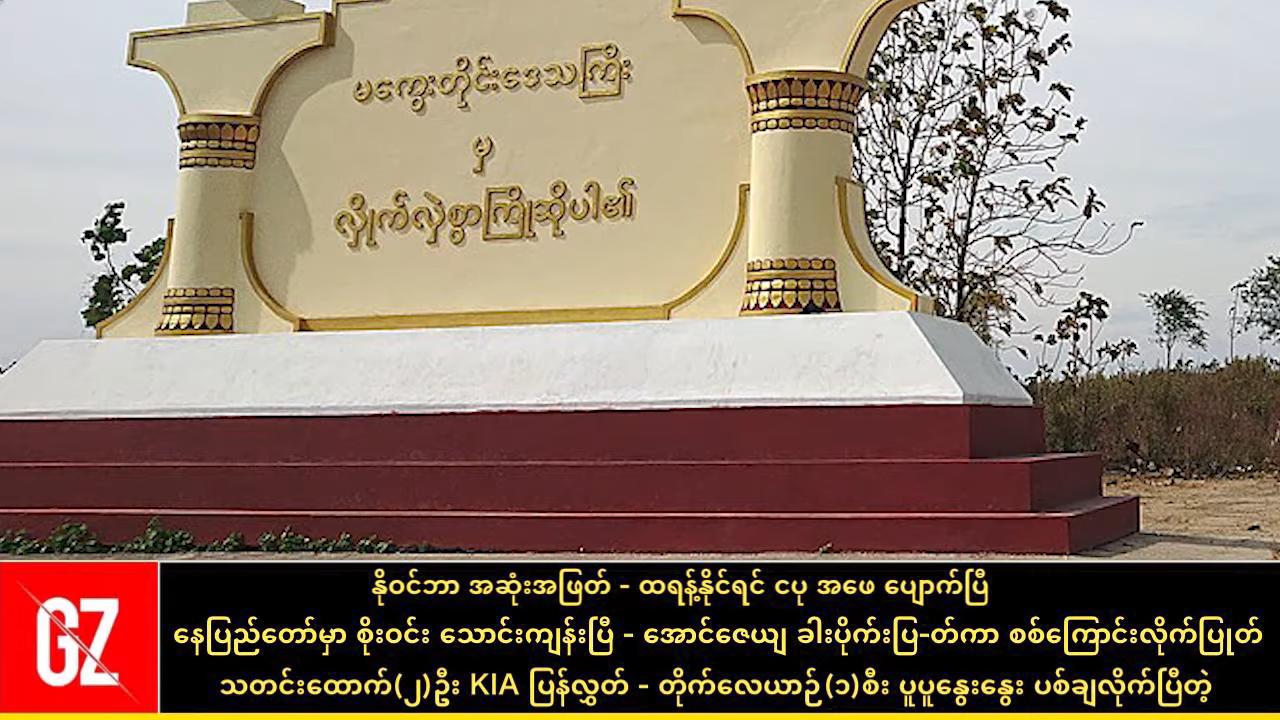 မကွေးတိုင်းဒေသကြီး
မှ
လှိုက်လှဲစွာကြိုဆိုပါ၏၊
GZ
နိုဝင်ဘာ အဆုံးအဖြတ် - ထရန့်နိုင်ရင် ငပု အဖေ ပျောက်ပြီ
နေပြည်တော်မှာ စိုးဝင်း သောင်းကျန်းပြီ - အောင်ဇေယျ ခါးပိုက်းပြ-တ်ကာ စစ်ကြောင်းလိုက်ပြုတ်
သတင်းထောက်(၂)ဦး KIA ပြန်လွှတ် - တိုက်လေယာဉ်(၁)စီး ပူပူနွေးနွေး ပစ်ချလိုက်ပြီတဲ့